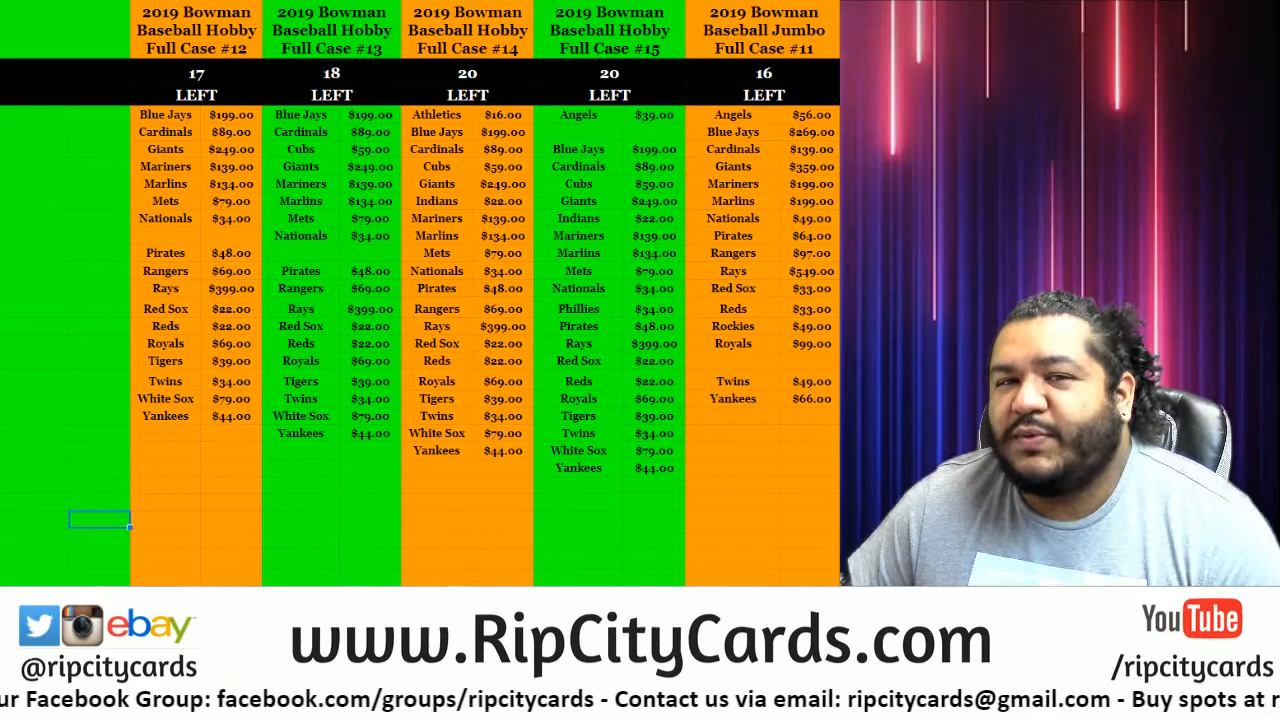 2019 Bowman Baseball Hobby Full Case #12
17 LEFT
Blue Jays $199.00
Cardinals $89.00
Giants $249.00
Mariners $139.00
Marlins $134.00
Mets $79.00
Nationals $34.00
Pirates $48.00
Rangers $69.00
Rays $399.00
Red Sox $22.00
Reds $22.00
Royals $69.00
Tigers $39.00
Twins $34.00
White Sox $79.00
Yankees $44.00
2019 Bowman Baseball Hobby Full Case #13
18 LEFT
Blue Jays $199.00
Cardinals $89.00
Cubs $59.00
Giants $249.00
Mariners $139.00
Marlins $134.00
Mets $79.00
Nationals $34.00
Pirates $48.00
Rangers $69.00
Rays $399.00
Red Sox $22.00
Reds $22.00
Royals $69.00
Tigers $39.00
Twins $34.00
White Sox $79.00
Yankees $44.00
2019 Bowman Baseball Hobby Full Case #14
20 LEFT
Athletics $16.00
Blue Jays $199.00
Cardinals $89.00
Cubs $59.00
Giants $249.00
Indians $22.00
Mariners $139.00
Marlins $134.00
Mets $79.00
Nationals $34.00
Pirates $48.00
Rangers $69.00
Rays $399.00
Red Sox $22.00
Reds $22.00
Royals $69.00
Tigers $39.00
Twins $34.00
White Sox $79.00
Yankees $44.00
2019 Bowman Baseball Hobby Full Case #15
20 LEFT
Angels $39.00
Blue Jays $199.00
Cardinals $89.00
Cubs $59.00
Giants $249.00
Indians $22.00
Mariners $139.00
Marlins $134.00
Mets $79.00
Nationals $34.00
Phillies $34.00
Pirates $48.00
Rays $399.00
Red Sox $22.00
Reds $22.00
Royals $69.00
Tigers $39.00
Twins $34.00
White Sox $79.00
Yankees $44.00
2019 Bowman Baseball Jumbo Full Case #11
16 LEFT
Angels $56.00
Blue Jays $269.00
Cardinals $139.00
Giants $359.00
Mariners $199.00
Marlins $199.00
Nationals $49.00
Pirates $64.00
Rangers $97.00
Rays $549.00
Red Sox $33.00
Reds $33.00
Rockies $49.00
Royals $99.00
Twins $49.00
Yankees $66.00
ebay
@ripcitycards
www.RipCityCards.com
YouTube
/ripcitycards
ur Facebook Group: facebook.com/groups/ripcitycards - Contact us via email: ripcitycards@gmail.com - Buy spots at r